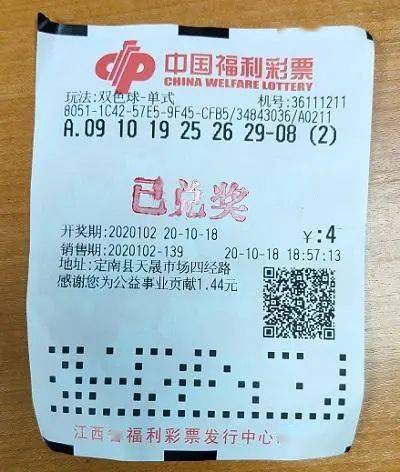 中国福利彩票
CHINA WELFARE LOTTERY
玩法:双色球-单式 机号:36111211
8051-1C42-57E5-9F45-CFB5/34843036/A0211
A.09 10 19 25 26 29-08 (2)
已兑奖
开奖期:2020102 20-10-18 ¥:4
销售期:2020102-139 20-10-18 18:57:13
地址:定南县天晟市场四经路
感谢您为公益事业贡献1.44元
江西 福利彩票发行中心